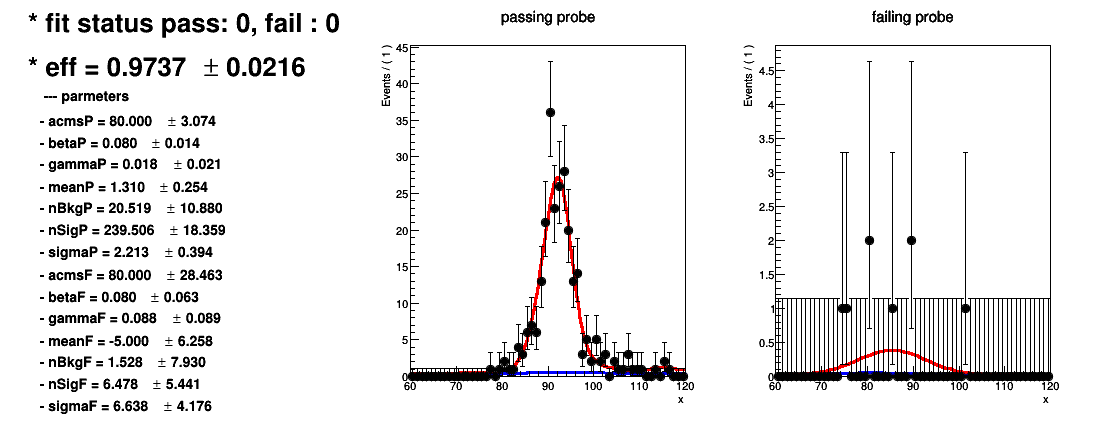 * fit status pass: 0, fail : 0
* eff = 0.9737 ± 0.0216
--- parmeters
- acmsP = 80.000 ± 3.074
- betaP = 0.080 ± 0.014
- gammaP = 0.018 ± 0.021
- meanP = 1.310 ± 0.254
- nBkgP = 20.519 ± 10.880
- nSigP = 239.506 ± 18.359
- sigmaP = 2.213 ± 0.394
- acmsF = 80.000 ± 28.463
- betaF = 0.080 ± 0.063
- gammaF = 0.088 ± 0.089
- meanF = -5.000 ± 6.258
- nBkgF = 1.528 ± 7.930
- nSigF = 6.478 ± 5.441
- sigmaF = 6.638 ± 4.176
passing probe
Events / ( 1 )
45
40
35
30
25
20
15
10
5
0
60 70 80 90 100 110 120
x
failing probe
Events / ( 1 )
4.5
4
3.5
3
2.5
2
1.5
1
0.5
0
60 70 80 90 100 110 120
x